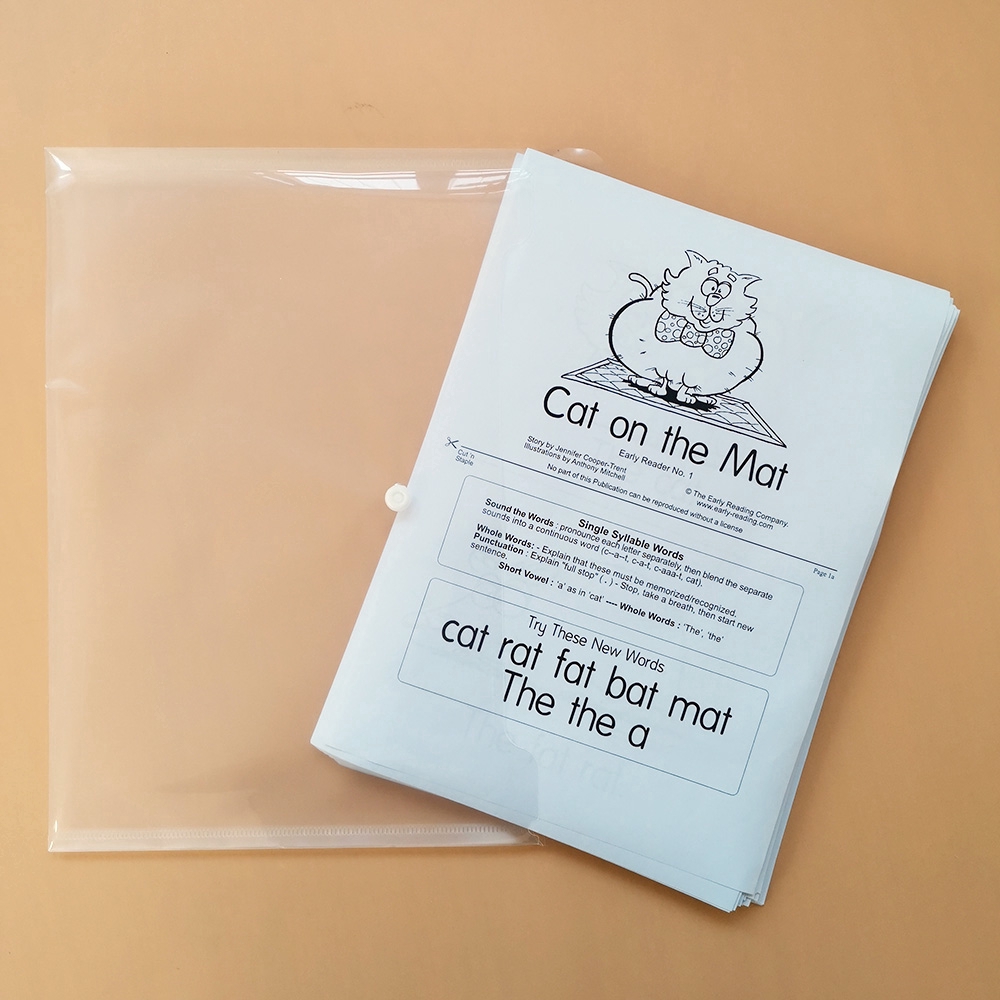 Cat on the Mat
Early Reader No. 1
Story by Jennifer Cooper-Trent
Illustrations by Anthony Mitchell
© The Early Reading Company.
www.early-reading.com
No part of this Publication can be reproduced without a license
Cut 'n
Staple
Page 1a
Single Syllable Words
Sound the Words : pronounce each letter separately, then blend the separate
sounds into a continuous word (c--a--t, c-a-t, c-aaa-t, cat).
Whole Words: - Explain that these must be memorized/recognized.
Punctuation : Explain "full stop" ( . ) - Stop, take a breath, then start new
sentence.
Short Vowel : 'a' as in 'cat' ---- Whole Words : 'The', 'the'
Try These New Words
cat rat fat bat mat
The the a